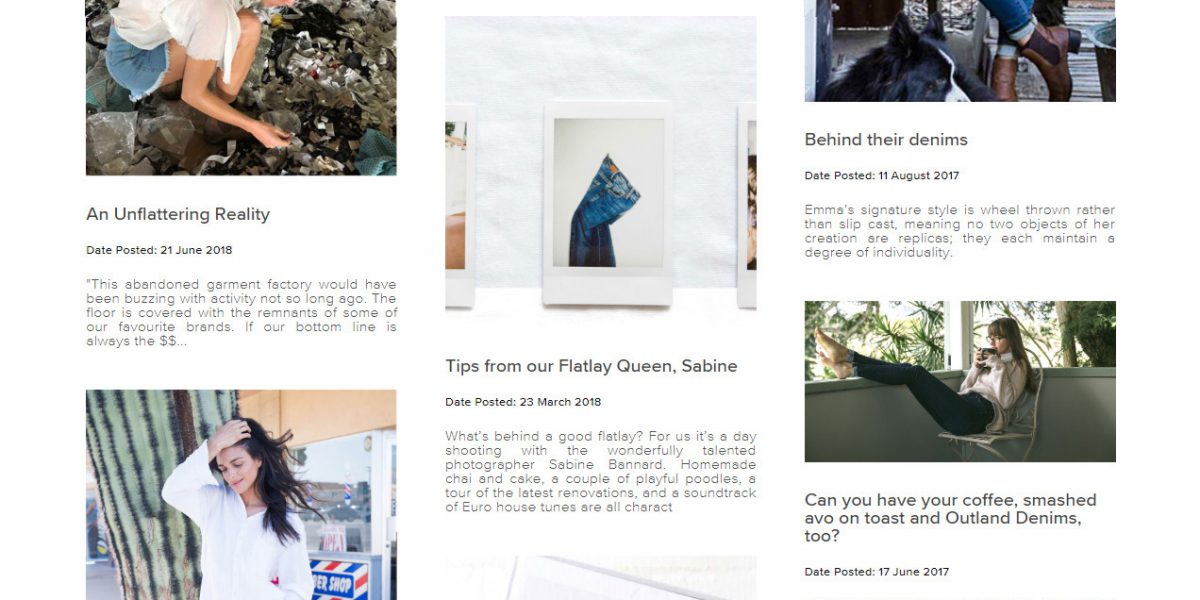 An Unflattering Reality
Date Posted: 21 June 2018
"This abandoned garment factory would have
been buzzing with activity not so long ago. The
floor is covered with the remnants of some of
our favourite brands. If our bottom line is
always the $$...
OPEN
BER SHOP
Tips from our Flatlay Queen, Sabine
Date Posted: 23 March 2018
What's behind a good flatlay? For us it's a day
shooting with the wonderfully talented
photographer Sabine Bannard. Homemade
chai and cake, a couple of playful poodles, a
tour of the latest renovations, and a soundtrack
of Euro house tunes are all charact
Behind their denims
Date Posted: 11 August 2017
Emma's signature style is wheel thrown rather
than slip cast, meaning no two objects of her
creation are replicas; they each maintain a
degree of individuality.
Can you have your coffee, smashed
avo on toast and Outland Denims,
too?
Date Posted: 17 June 2017